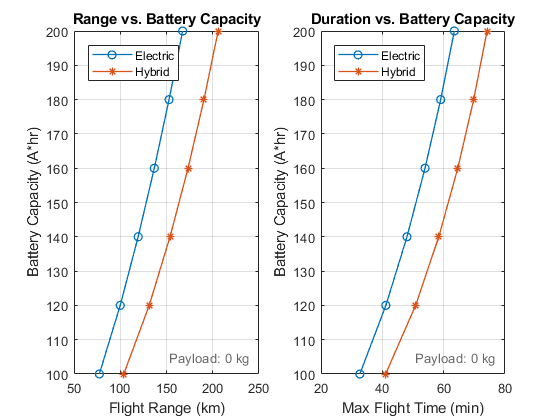 Range vs. Battery Capacity
200
190
180
170
160
150
140
130
120
110
100
Battery Capacity (A*hr)
Electric
Hybrid
Payload: 0 kg
50 100 150 200 250
Flight Range (km)
Duration vs. Battery Capacity
200
190
180
170
160
150
140
130
120
110
100
Battery Capacity (A*hr)
Electric
Hybrid
Payload: 0 kg
20 40 60 80
Max Flight Time (min)